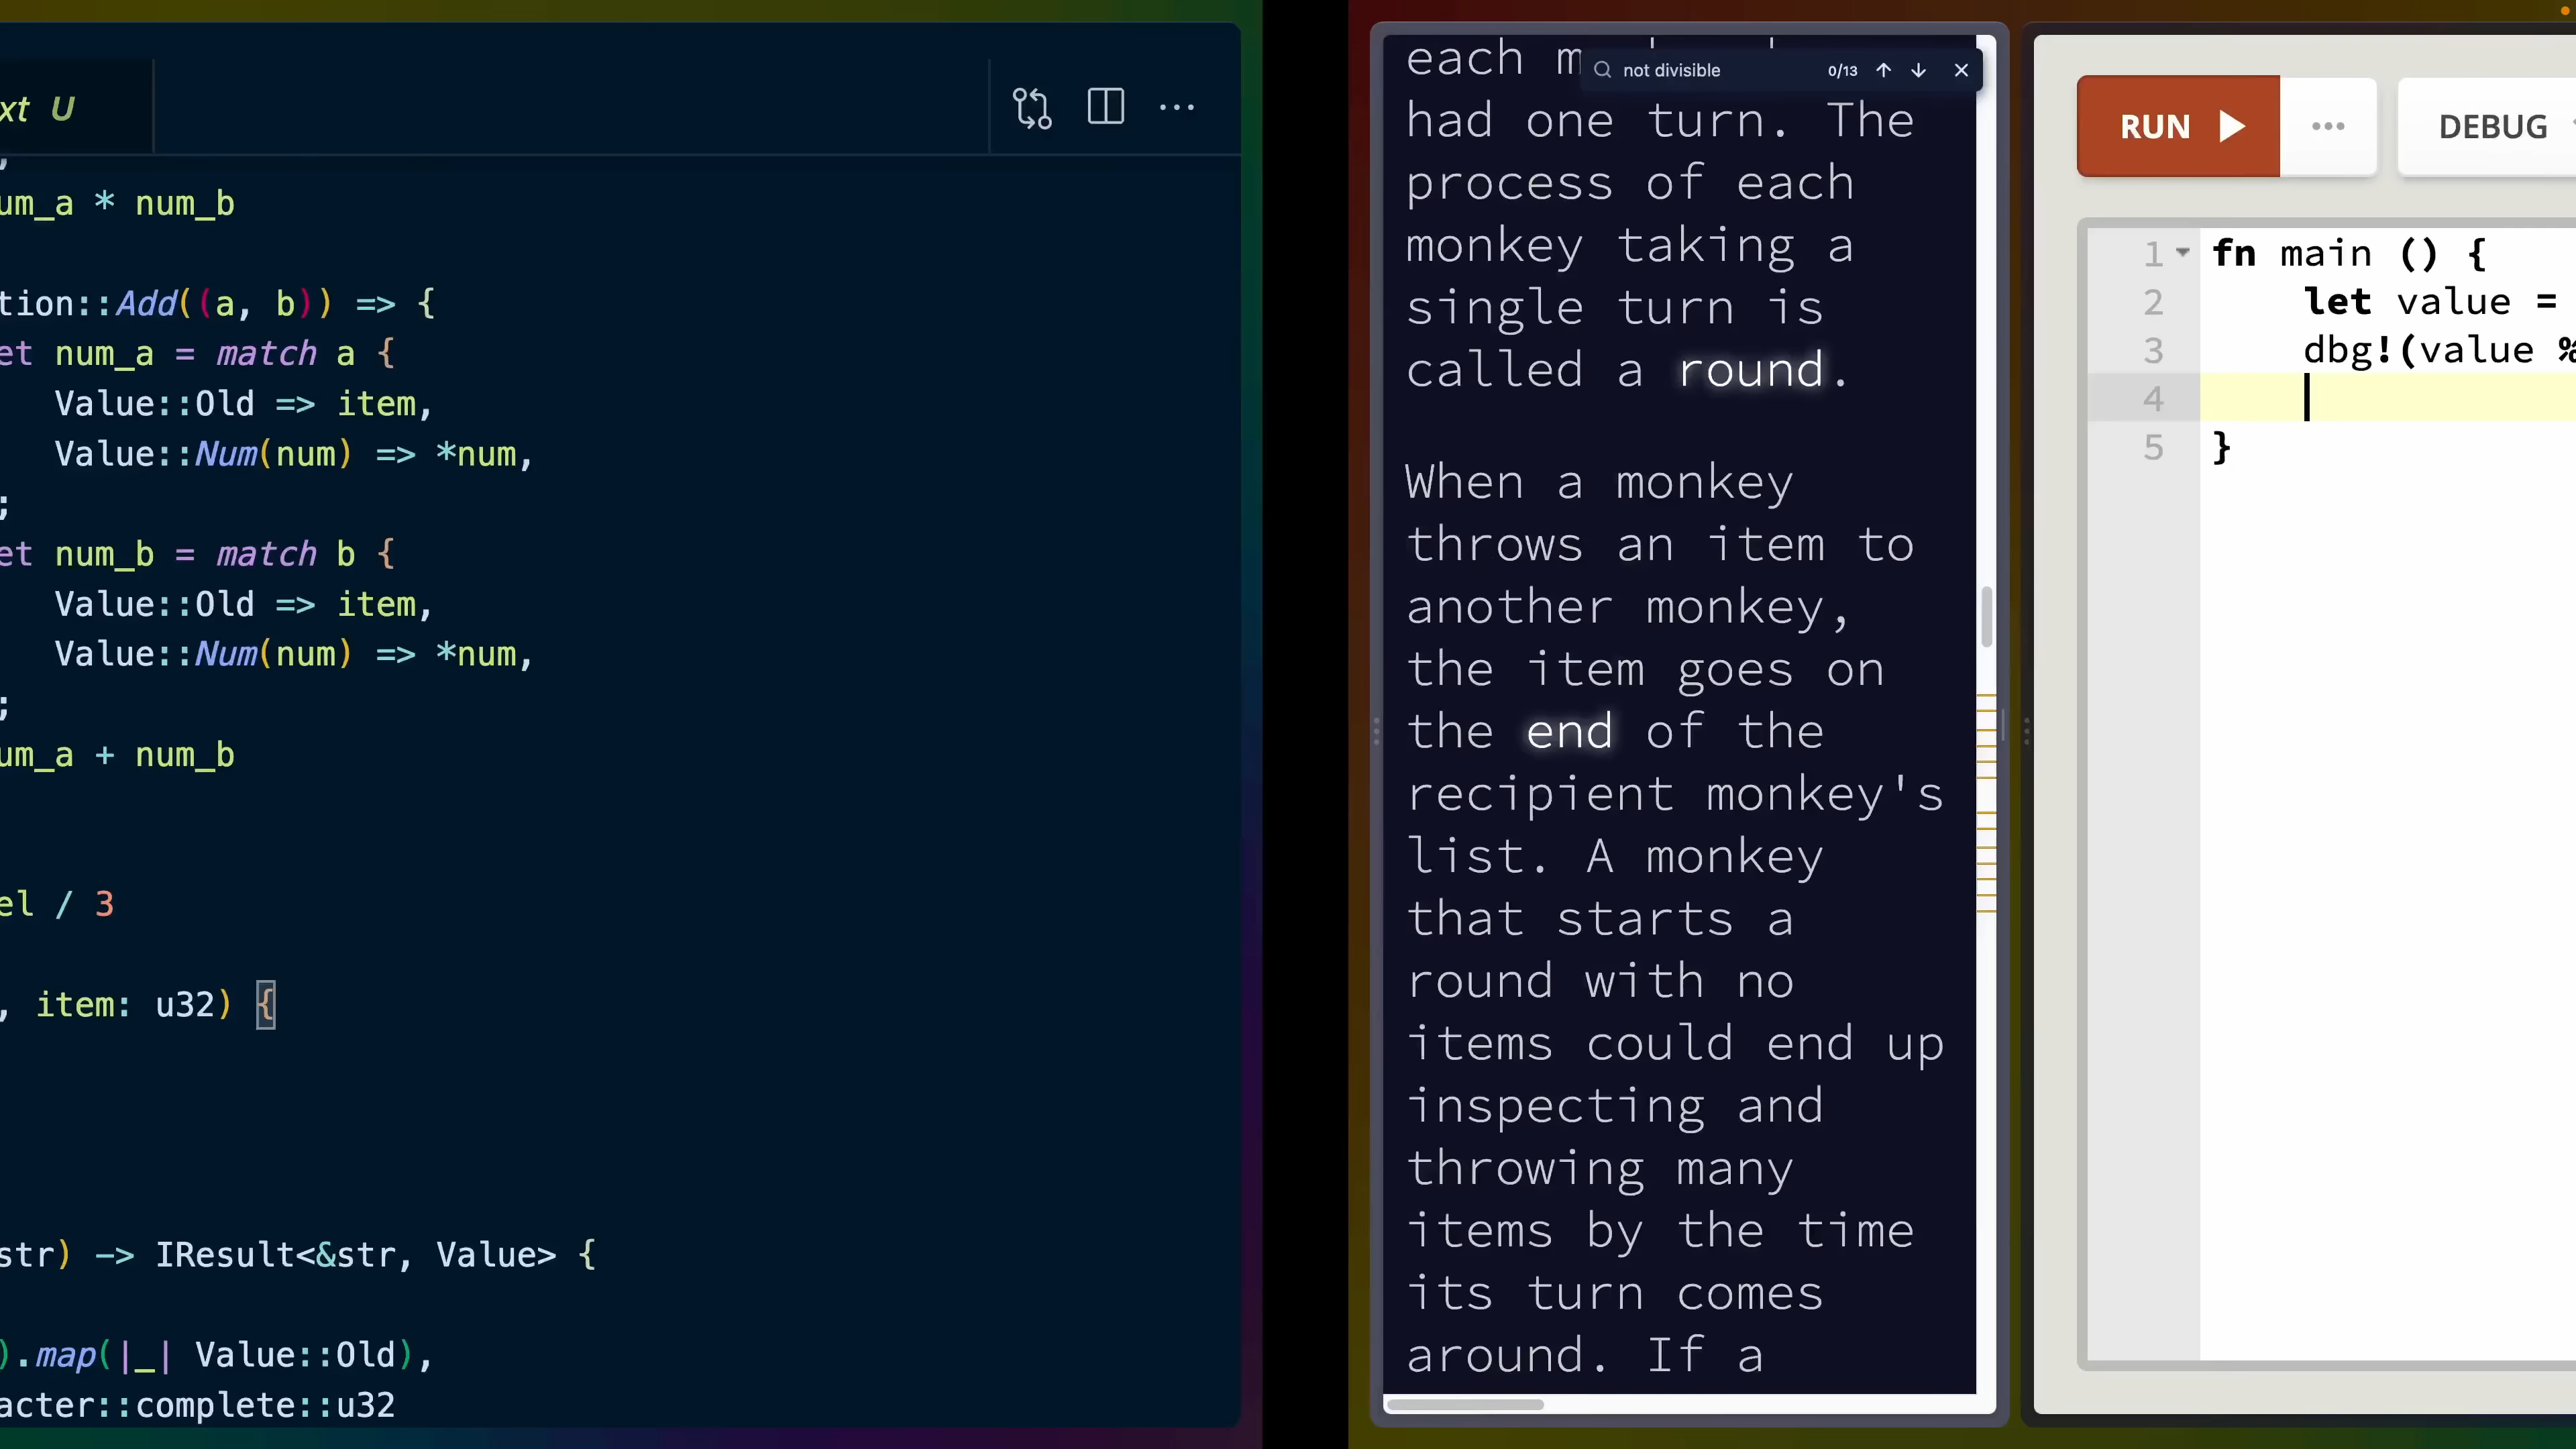 xt U
um_a * num_b
tion::Add((a, b)) => {
et num_a = match a {
Value::Old => item,
Value::Num(num) => *num,
;
et num_b = match b {
Value::Old => item,
Value::Num(num) => *num,
;
um_a + num_b
el / 3
, item: u32) {
str) -> IResult<&str, Value> {
).map(|_| Value::Old),
acter::complete::u32
each m
not divisible 0/13
had one turn. The
process of each
monkey taking a
single turn is
called a round.
When a monkey
throws an item to
another monkey,
the item goes on
the end of the
recipient monkey's
list. A monkey
that starts a
round with no
items could end up
inspecting and
throwing many
items by the time
its turn comes
around. If a
RUN
DEBUG
1 fn main () {
2 let value =
3 dbg!(value %
4
5 }